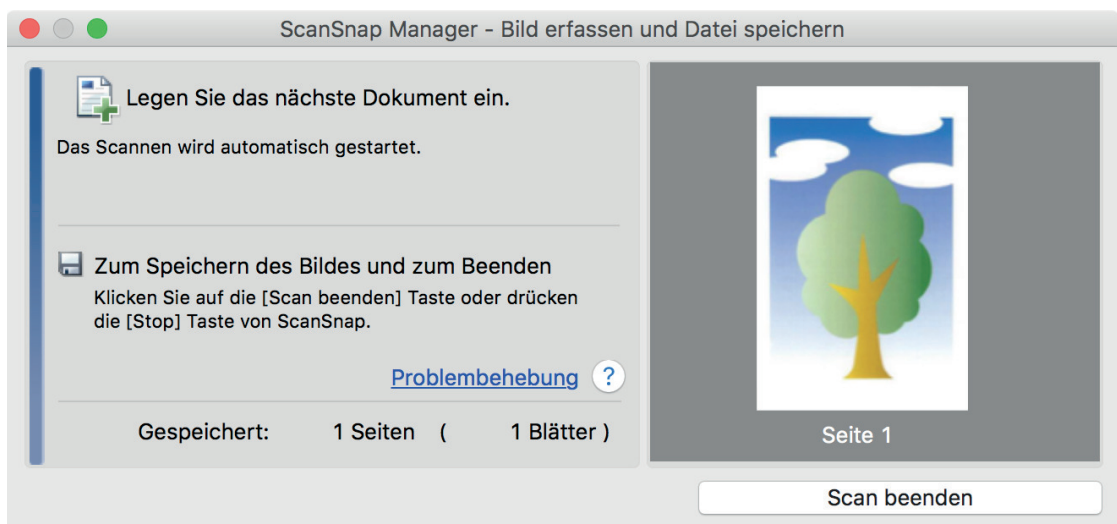 ScanSnap Manager - Bild erfassen und Datei speichern
Legen Sie das nächste Dokument ein.
Das Scannen wird automatisch gestartet.
Zum Speichern des Bildes und zum Beenden
Klicken Sie auf die [Scan beenden] Taste oder drücken
die [Stop] Taste von ScanSnap.
Problembehebung ?
Gespeichert: 1 Seiten ( 1 Blätter )
Seite 1
Scan beenden